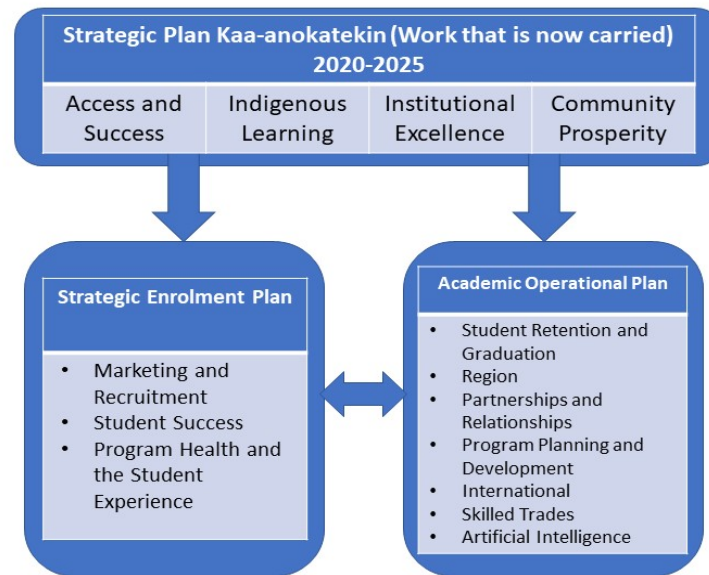 Strategic Plan Kaa-anokatekin (Work that is now carried)
2020-2025
Access and
Success
Indigenous
Learning
Institutional
Excellence
Community
Prosperity
Strategic Enrolment Plan
• Marketing and
Recruitment
• Student Success
• Program Health and
the Student
Experience
Academic Operational Plan
• Student Retention and
Graduation
• Region
• Partnerships and
Relationships
• Program Planning and
Development
• International
• Skilled Trades
• Artificial Intelligence